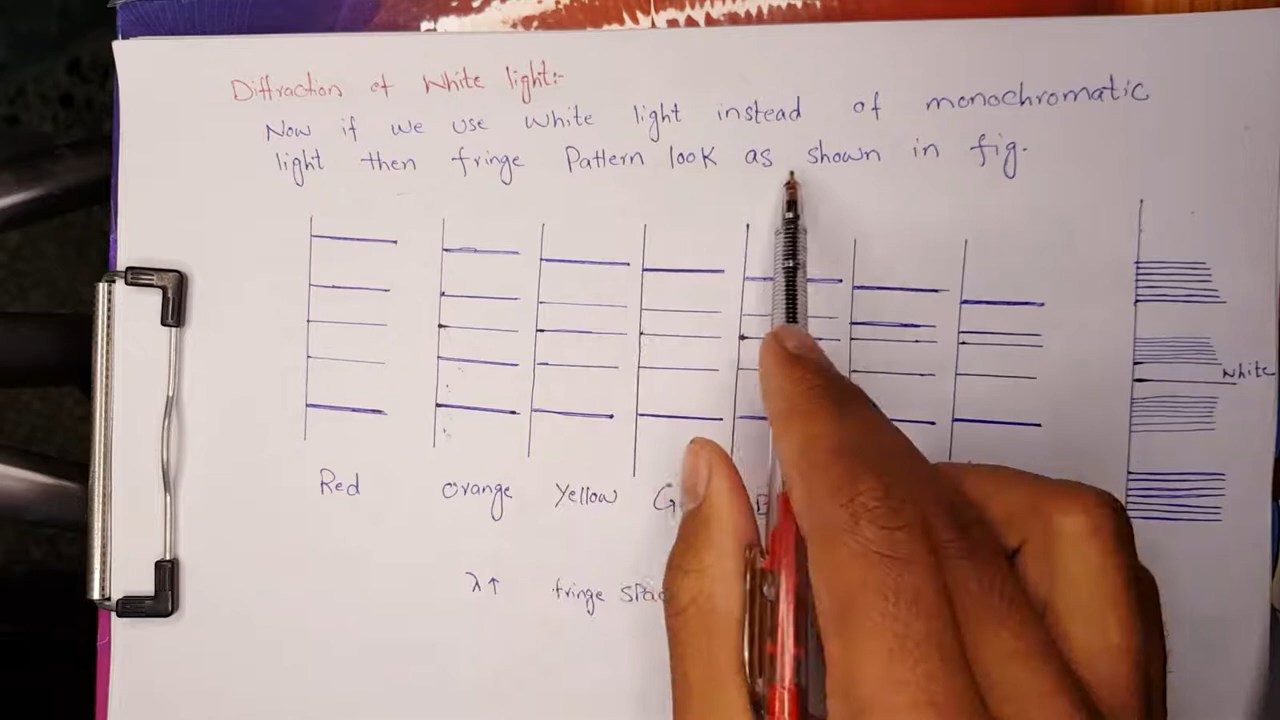 Diffraction of White light:-
Now if we use white light instead of monochromatic
light then fringe Pattern look as shown in fig.
White
Red Orange Yellow
λ↑ fringe